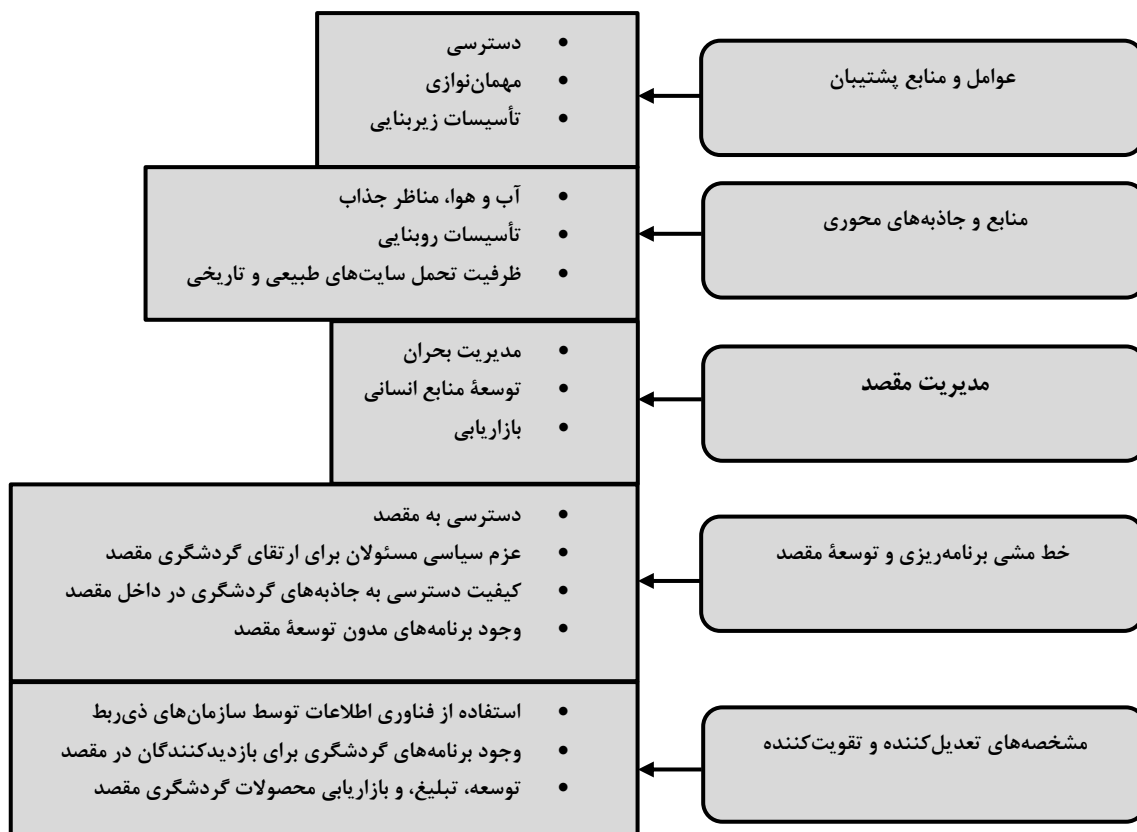 عوامل و منابع پشتیبان
• دسترسی
• مهمان‌نوازی
• تأسیسات زیربنایی
منابع و جاذبه‌های محوری
• آب و هوا، مناظر جذاب
• تأسیسات روبنایی
• ظرفیت تحمل سایت‌های طبیعی و تاریخی
مدیریت مقصد
• مدیریت بحران
• توسعهٔ منابع انسانی
• بازاریابی
خط مشی برنامه‌ریزی و توسعهٔ مقصد
• دسترسی به مقصد
• عزم سیاسی مسئولان برای ارتقای گردشگری مقصد
• کیفیت دسترسی به جاذبه‌های گردشگری در داخل مقصد
• وجود برنامه‌های مدون توسعهٔ مقصد
مشخصه‌های تعدیل‌کننده و تقویت‌کننده
• استفاده از فناوری اطلاعات توسط سازمان‌های ذی‌ربط
• وجود برنامه‌های گردشگری برای بازدیدکنندگان در مقصد
• توسعه، تبلیغ، و بازاریابی محصولات گردشگری مقصد